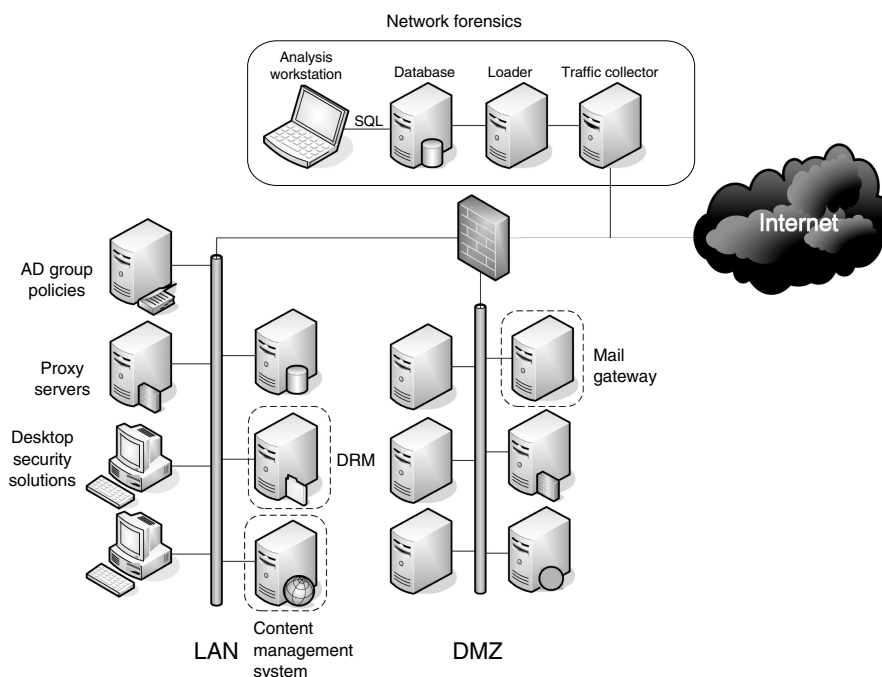 Network forensics
Analysis
workstation
Database
Loader
Traffic collector
SQL
Internet
AD group
policies
Proxy
servers
Mail
gateway
Desktop
security
solutions
DRM
LAN
Content
management
system
DMZ